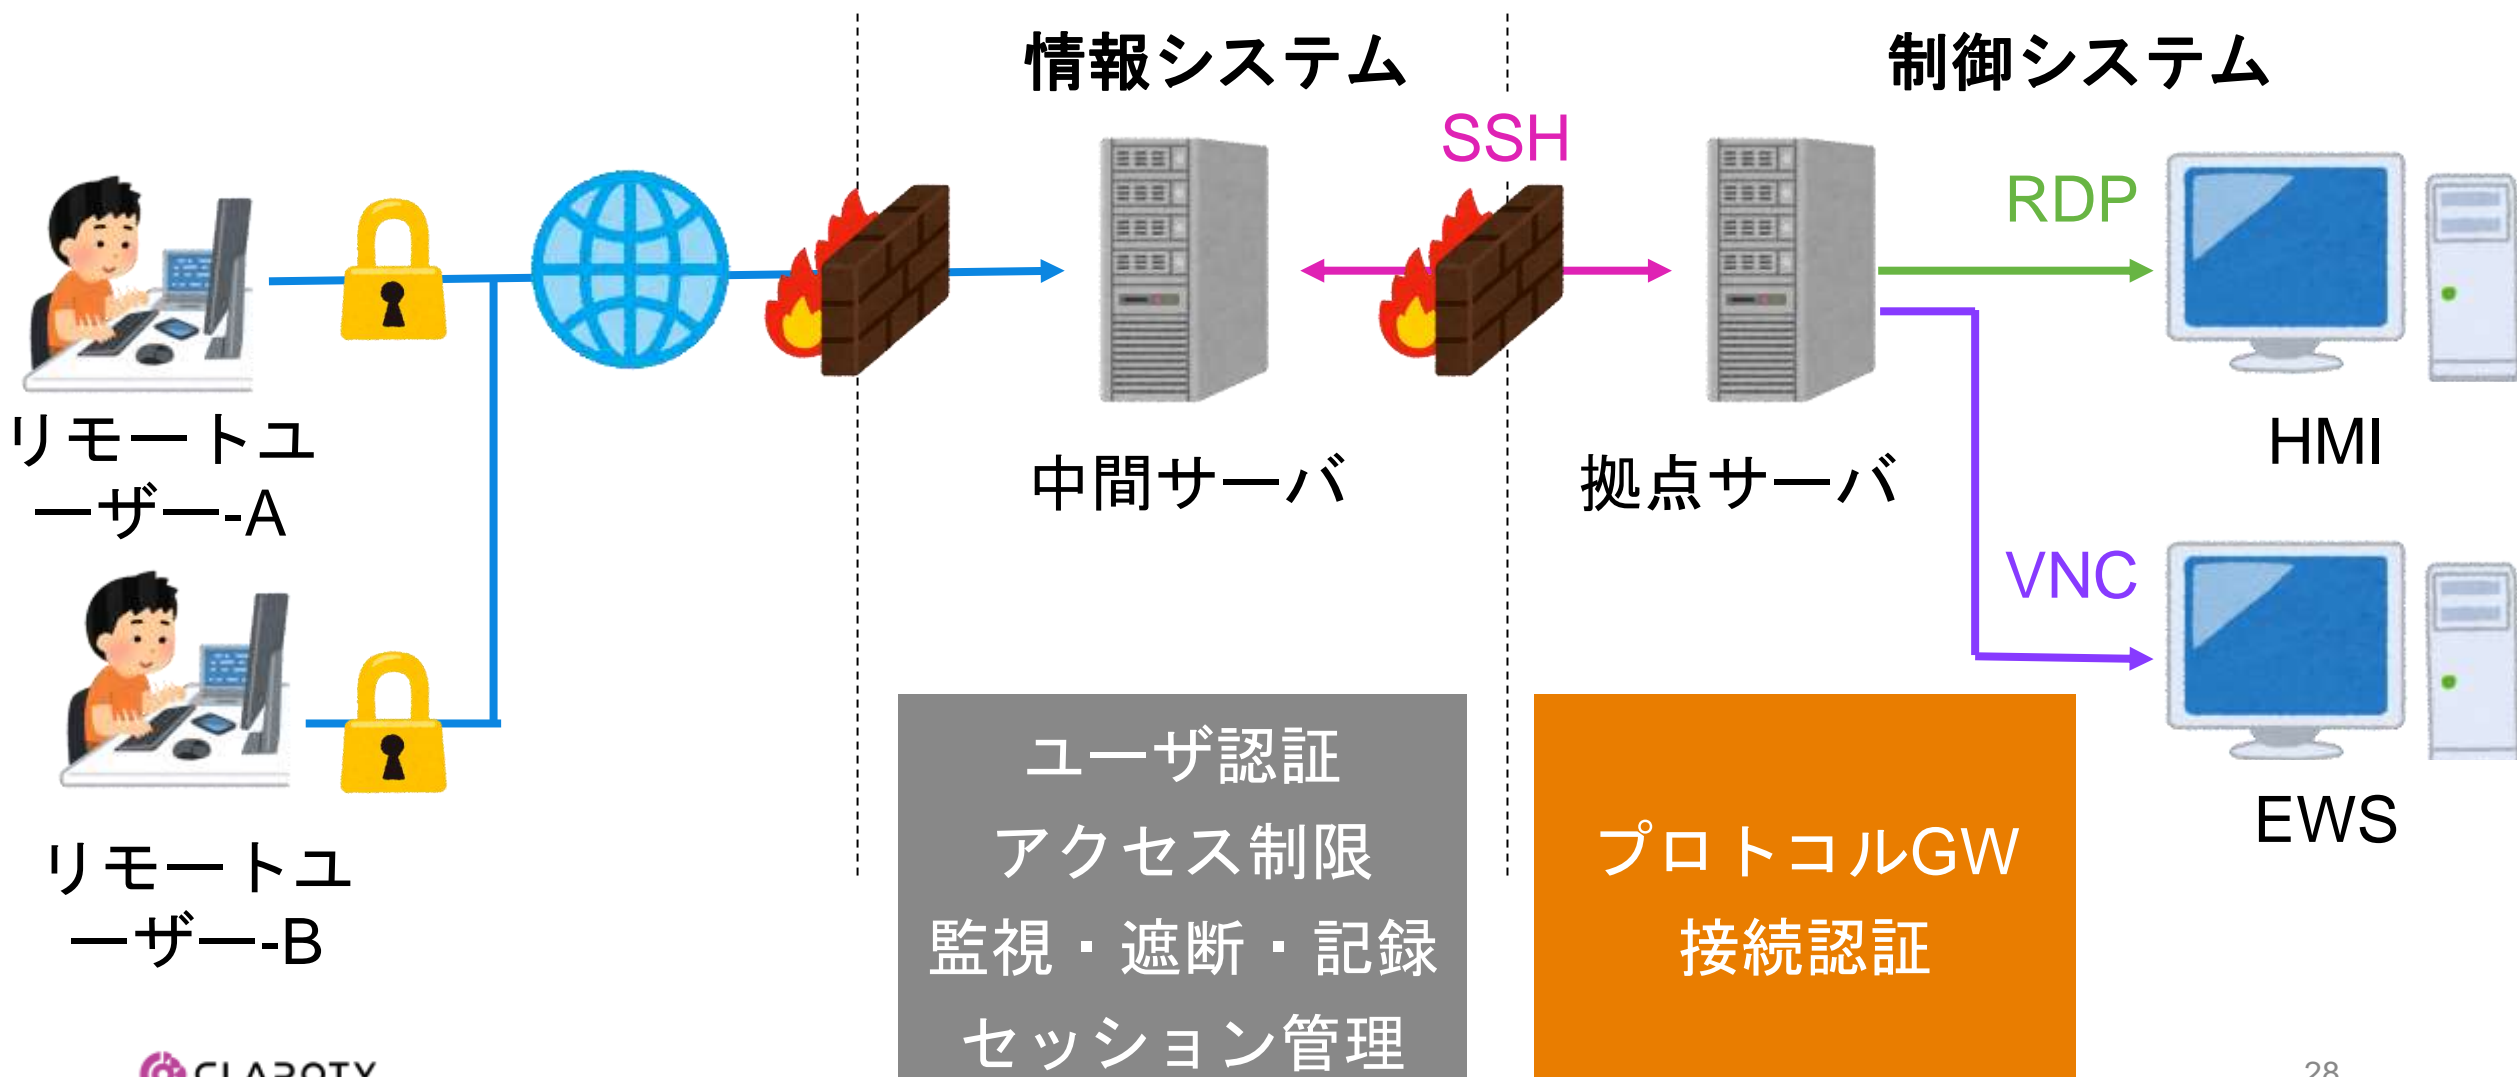 情報システム
制御システム
SSH
RDP
リモートユ
ーザー-A
中間サーバ
拠点サーバ
HMI
VNC
リモートユ
ーザー-B
ユーザ認証
アクセス制限
監視・遮断・記録
セッション管理
プロトコルGW
接続認証
EWS
CLAROTY
28